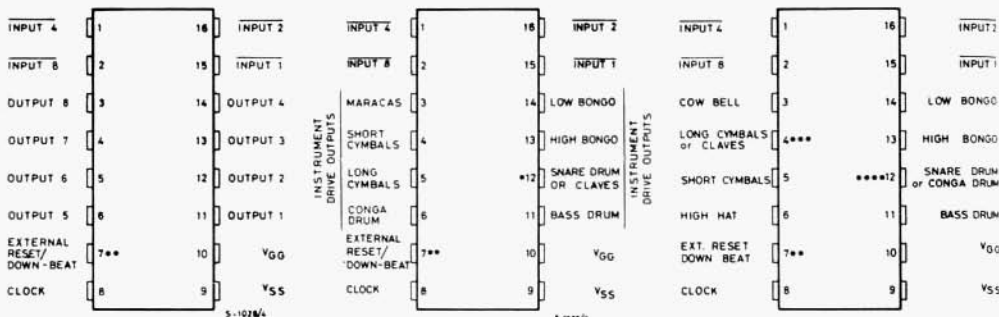 INPUT 4 1 16 INPUT 2
INPUT 8 2 15 INPUT 1
OUTPUT 8 3 14 OUTPUT 4
OUTPUT 7 4 13 OUTPUT 3
OUTPUT 6 5 12 OUTPUT 2
OUTPUT 5 6 11 OUTPUT 1
EXTERNAL
RESET/
DOWN-BEAT
7•• 10 VGG
CLOCK 8 9 VSS
S-1028/4
INPUT 4 1 16 INPUT 2
INPUT 8 2 15 INPUT 1
INSTRUMENT
DRIVE OUTPUTS
MARACAS 3 14 LOW BONGO
SHORT
CYMBALS
4 13 HIGH BONGO
LONG
CYMBALS
5 •12 SNARE DRUM
OR CLAVES
CONGA
DRUM
6 11 BASS DRUM
INSTRUMENT
DRIVE OUTPUTS
EXTERNAL
RESET/
DOWN-BEAT
7•• 10 VGG
CLOCK 8 9 VSS
INPUT 4 1 16 INPUT 2
INPUT 8 2 15 INPUT 1
COW BELL 3 14 LOW BONGO
LONG CYMBALS
or CLAVES
4••• 13 HIGH BONGO
SHORT CYMBALS 5 ••••12 SNARE DRUM
or CONGA DRUM
HIGH HAT 6 11 BASS DRUM
EXT. RESET
DOWN BEAT
7•• 10 VGG
CLOCK 8 9 VSS